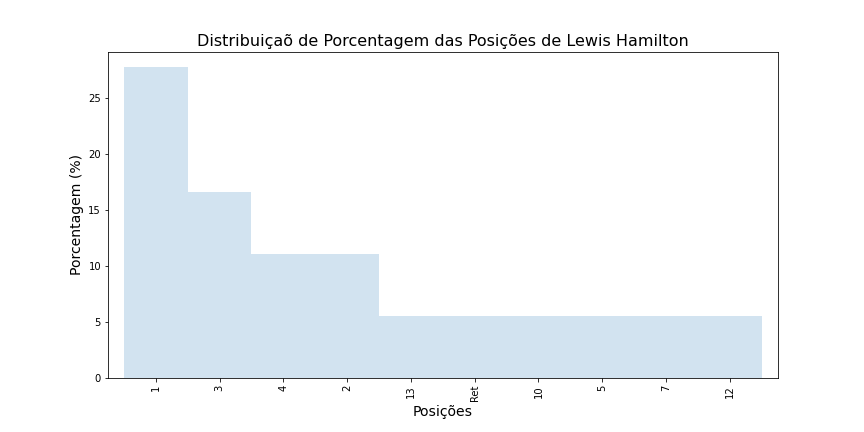 Distribuiçaõ de Porcentagem das Posições de Lewis Hamilton
Porcentagem (%)
25
20
15
10
5
0
1 3 4 2 13 Ret 10 5 7 12
Posições